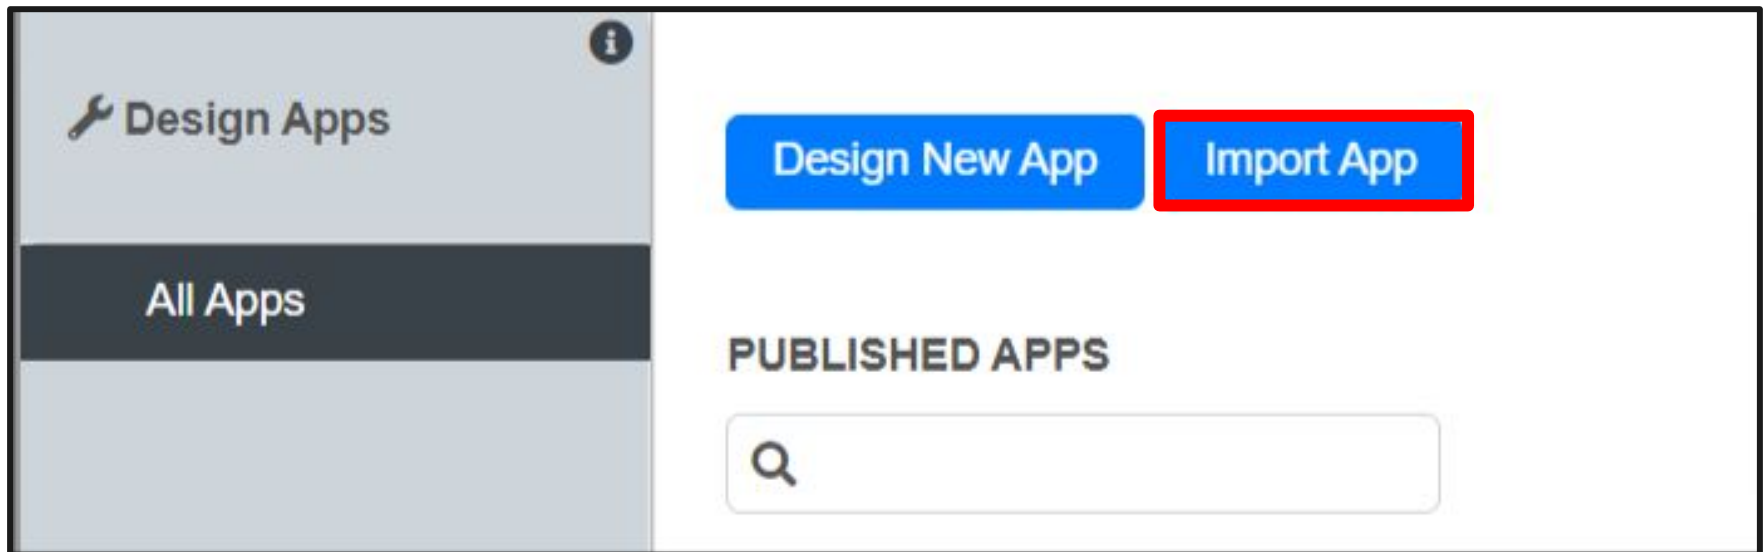 Design Apps
All Apps
Design New App
Import App
PUBLISHED APPS